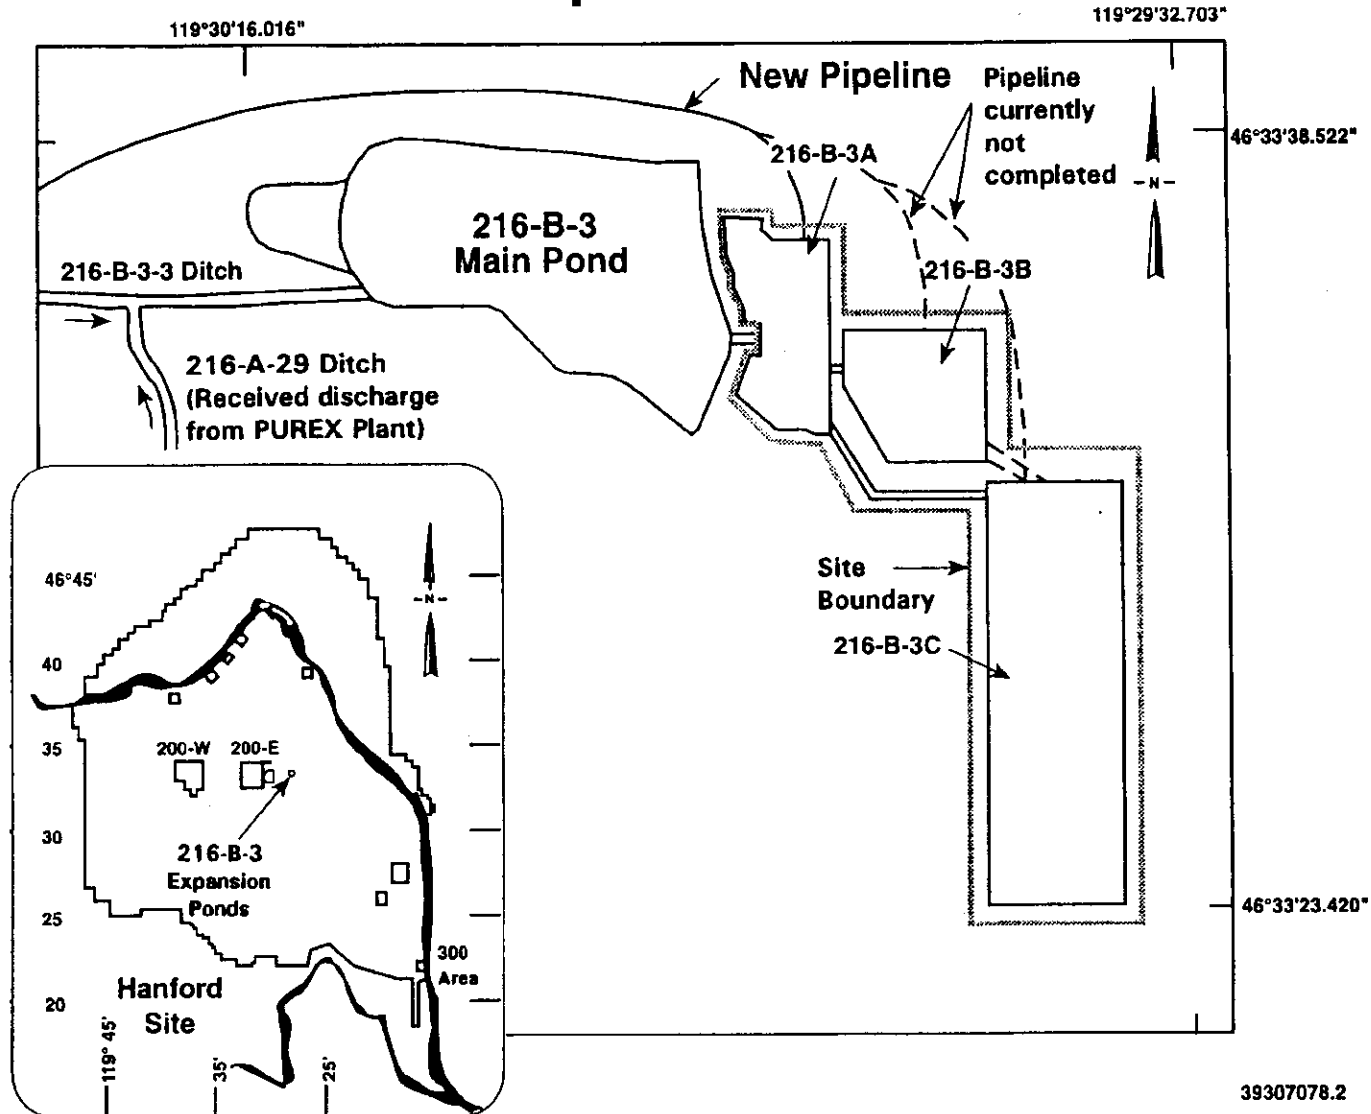 119°30'16.016"
119°29'32.703"
New Pipeline
Pipeline
currently
not
completed
46°33'38.522"
216-B-3A
-N-
216-B-3
Main Pond
216-B-3-3 Ditch
216-B-3B
216-A-29 Ditch
(Received discharge
from PUREX Plant)
Site
Boundary
216-B-3C
46°33'23.420"
46°45'
-N-
40
35
200-W
200-E
30
216-B-3
Expansion
Ponds
25
300
Area
20
Hanford
Site
119° 45'
35'
25'
39307078.2